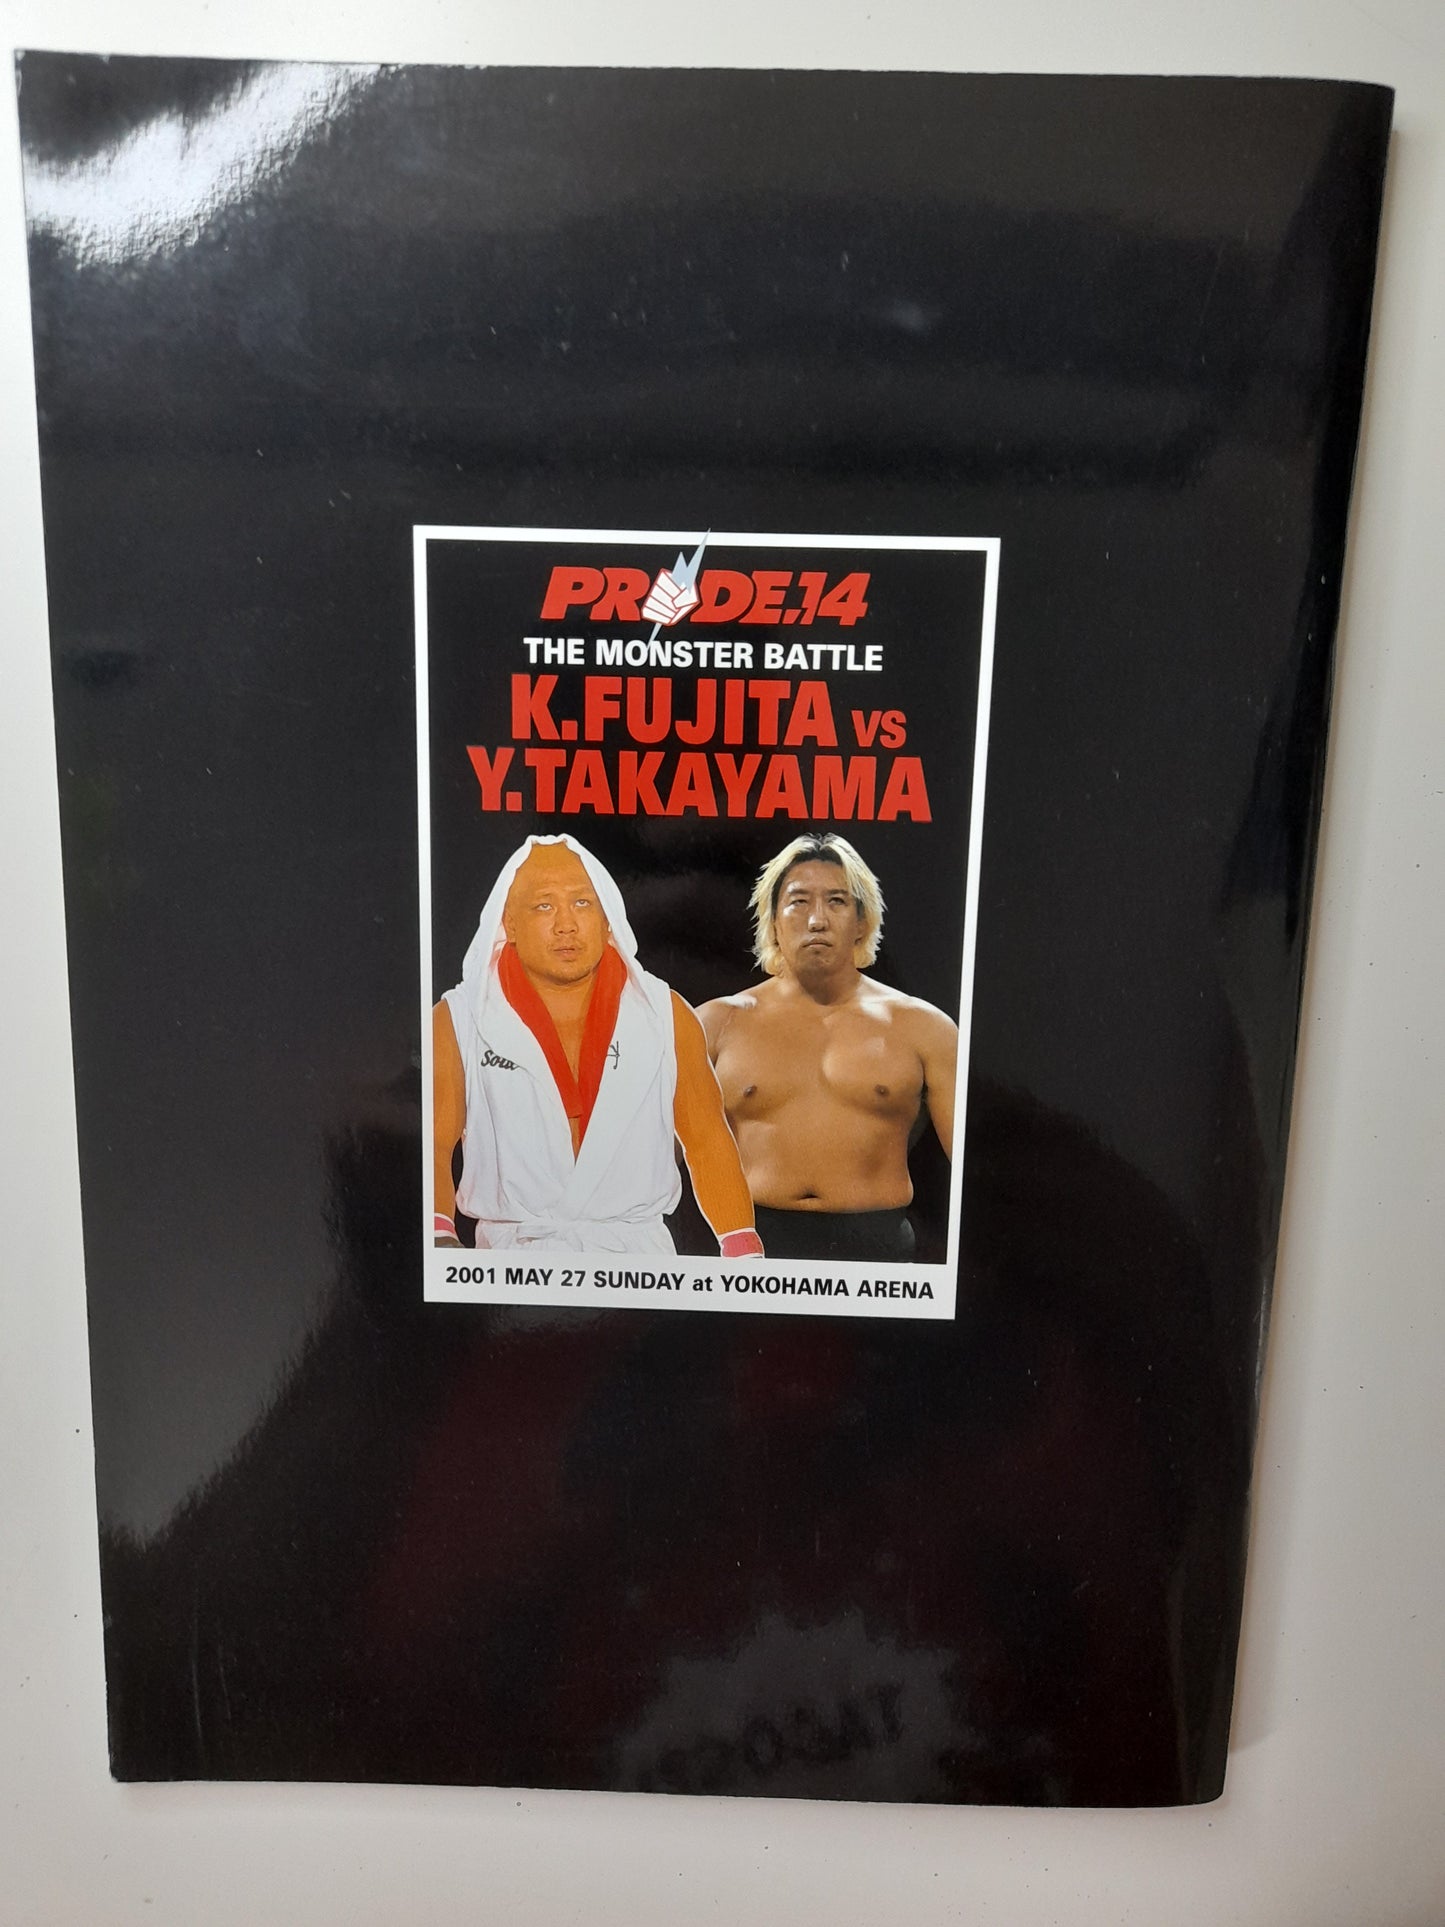 PRIDE.14
THE MONSTER BATTLE
K.FUJITA VS
Y.TAKAYAMA
2001 MAY 27 SUNDAY at YOKOHAMA ARENA